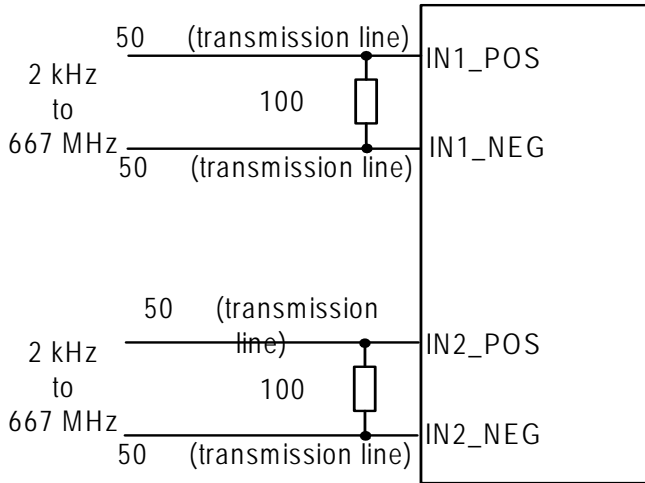 50 (transmission line)
IN1_POS
2 kHz
to
667 MHz
100
IN1_NEG
50 (transmission line)
50 (transmission
line)
IN2_POS
2 kHz
to
667 MHz
100
IN2_NEG
50 (transmission line)